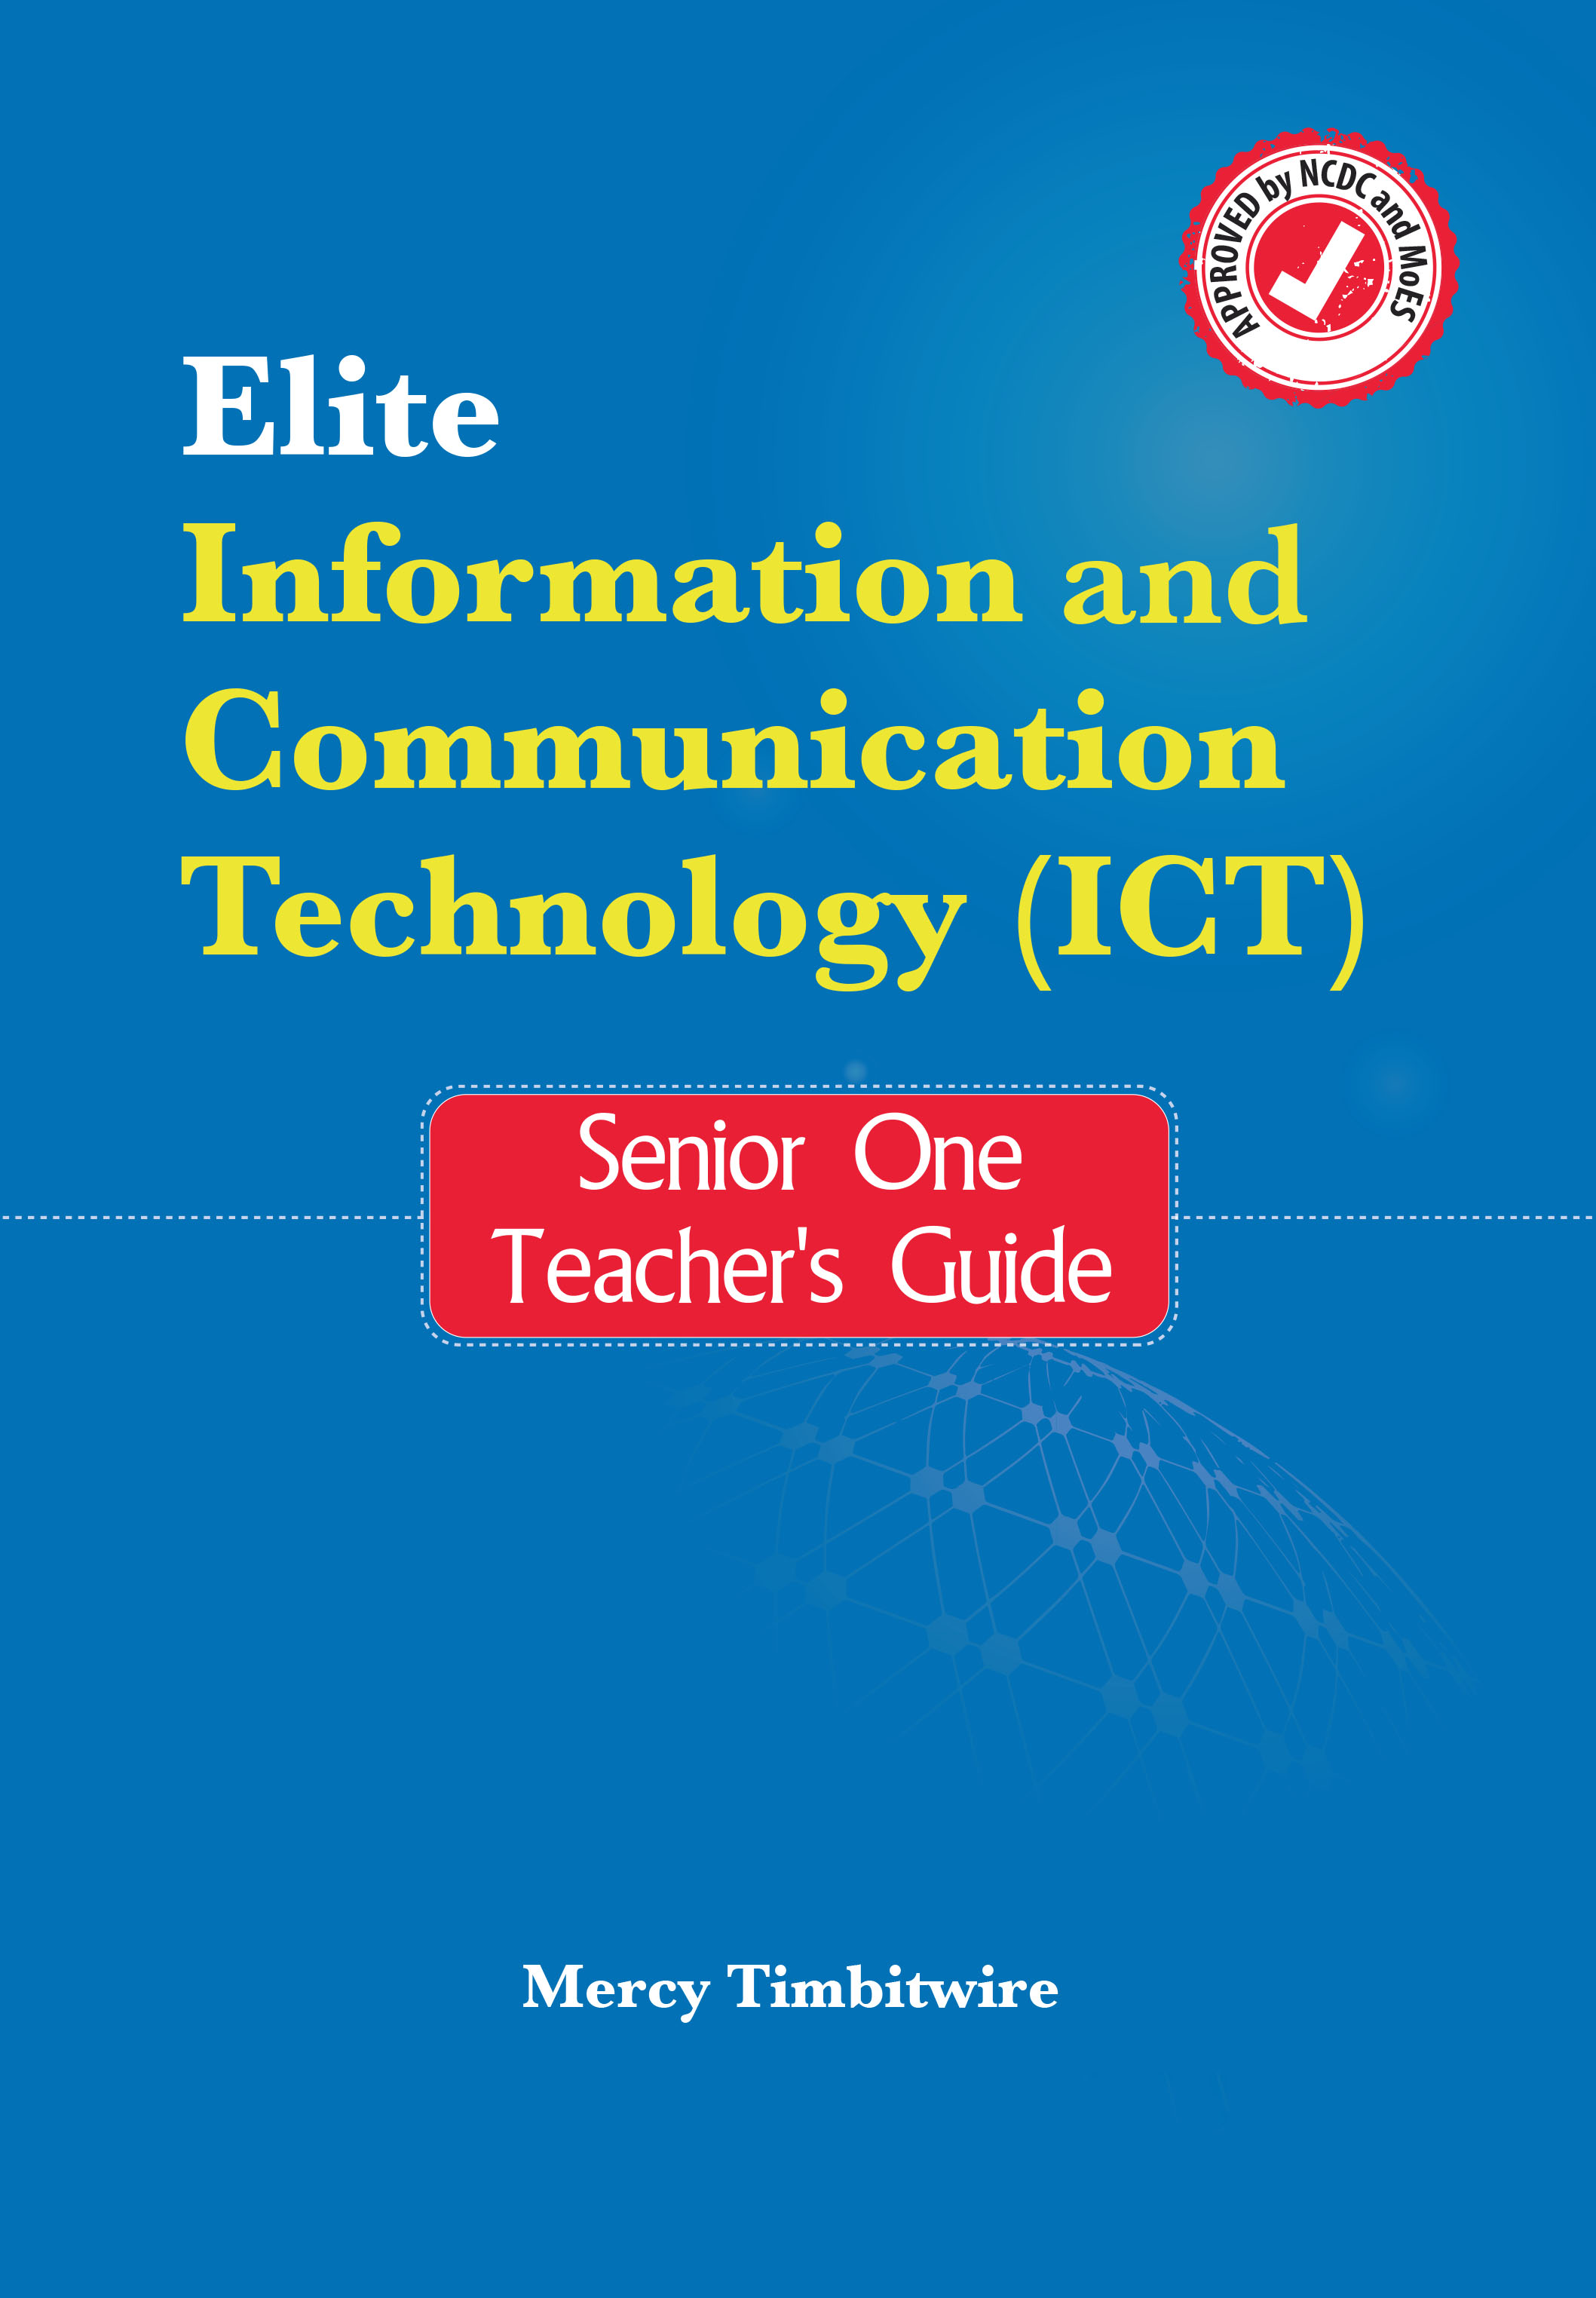 APPROVED by NCDC and MoES
Elite
Information and
Communication
Technology (ICT)
Senior One
Teacher's Guide
Mercy Timbitwire